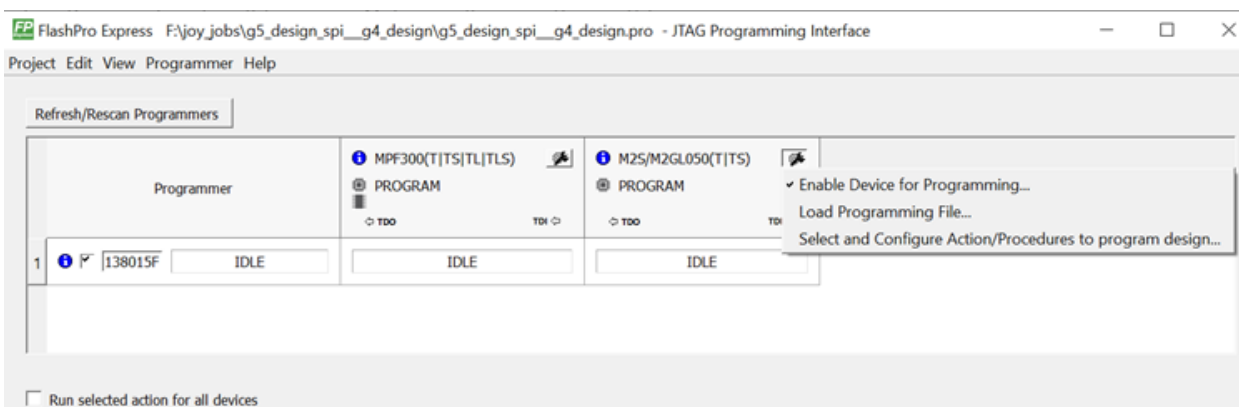 FP FlashPro Express F:\joy_jobs\g5_design_spi__g4_design\g5_design_spi__g4_design.pro - JTAG Programming Interface
Project Edit View Programmer Help
Refresh/Rescan Programmers
Programmer
MPF300(T|TS|TL|TLS)
PROGRAM
TDO TDI
M2S/M2GL050(T|TS)
PROGRAM
TDO TDI
Enable Device for Programming...
Load Programming File...
Select and Configure Action/Procedures to program design...
1 138015F IDLE IDLE IDLE
Run selected action for all devices